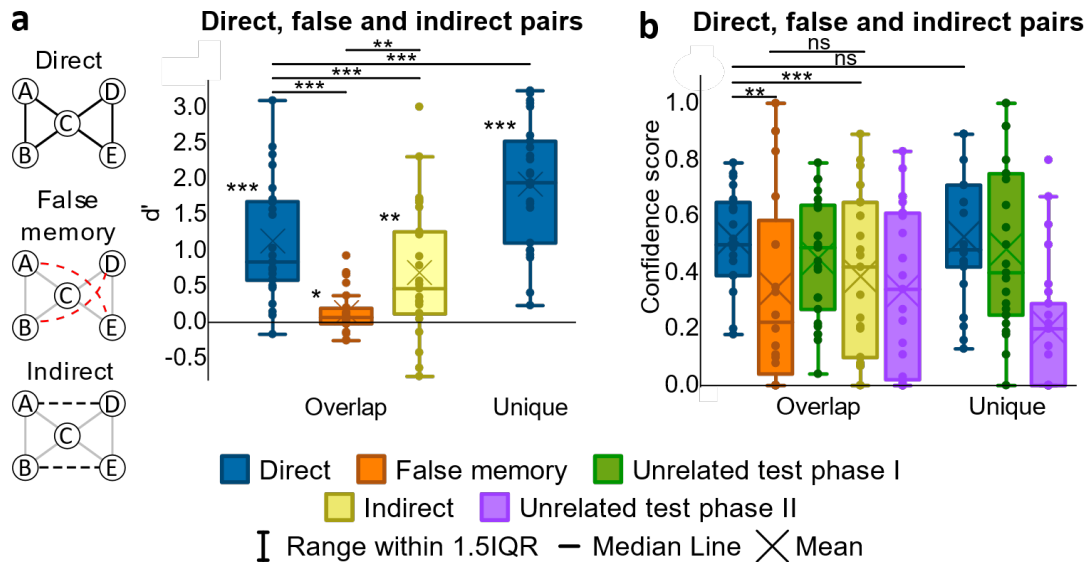 a
Direct, false and indirect pairs
Direct
A
D
C
B
E
False
memory
A
D
C
B
E
Indirect
A
D
C
B
E
**
***
***
***
***
***
**
*
d'
3.0
2.5
2.0
1.5
1.0
0.5
0.0
-0.5
Overlap
Unique
b
Direct, false and indirect pairs
ns
ns
***
**
Confidence score
1.0
0.8
0.6
0.4
0.2
0.0
Overlap
Unique
Direct
False memory
Unrelated test phase I
Indirect
Unrelated test phase II
Range within 1.5IQR
Median Line
Mean